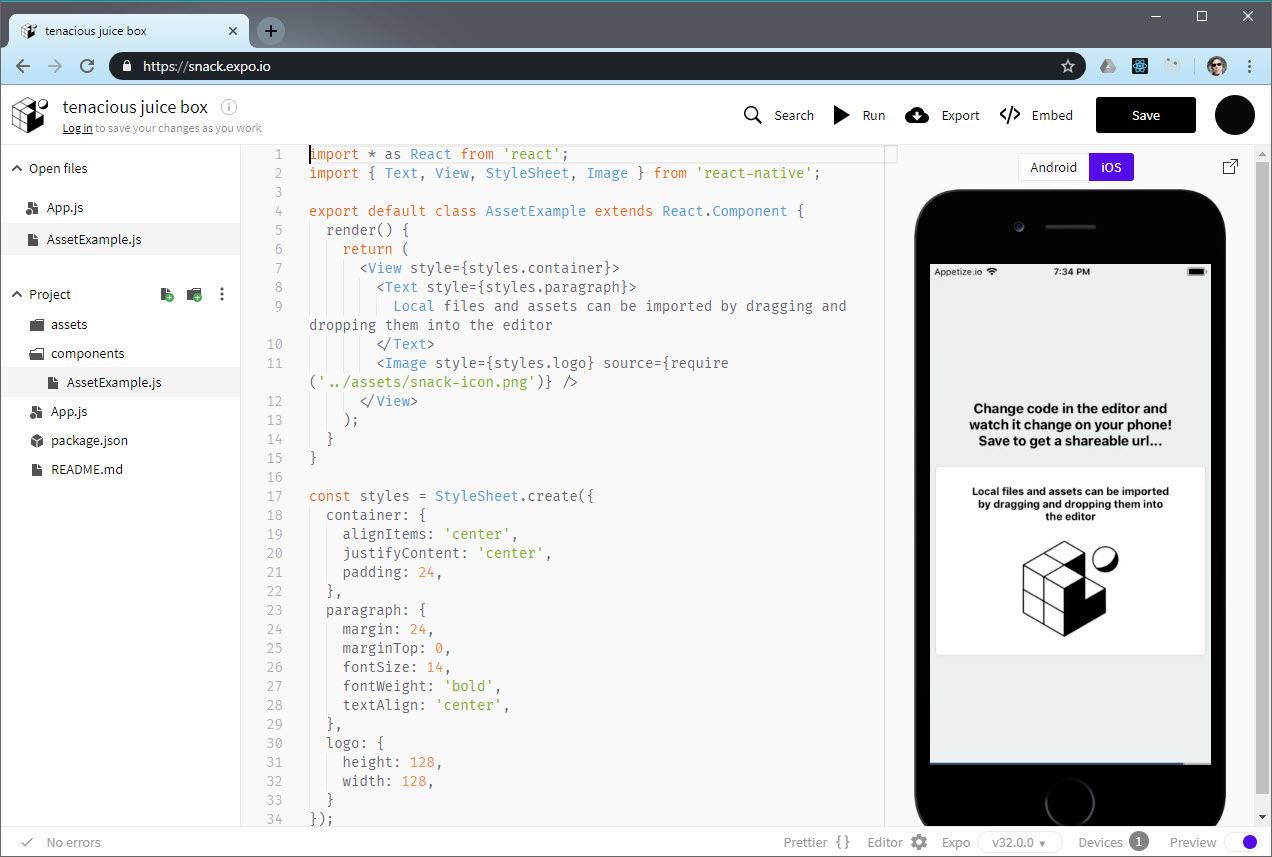 tenacious juice box
https://snack.expo.io
tenacious juice box
Log in to save your changes as you work
Search
Run
Export
Embed
Save
Open files
App.js
AssetExample.js
Project
assets
components
AssetExample.js
App.js
package.json
README.md
1 import * as React from 'react';
2 import { Text, View, StyleSheet, Image } from 'react-native';
3
4 export default class AssetExample extends React.Component {
5   render() {
6     return (
7       <View style={styles.container}>
8         <Text style={styles.paragraph}>
9           Local files and assets can be imported by dragging and
dropping them into the editor
10         </Text>
11         <Image style={styles.logo} source={require
('../assets/snack-icon.png')} />
12       </View>
13     );
14   }
15 }
16
17 const styles = StyleSheet.create({
18   container: {
19     alignItems: 'center',
20     justifyContent: 'center',
21     padding: 24,
22   },
23   paragraph: {
24     margin: 24,
25     marginTop: 0,
26     fontSize: 14,
27     fontWeight: 'bold',
28     textAlign: 'center',
29   },
30   logo: {
31     height: 128,
32     width: 128,
33   }
34 });
Android
iOS
Appetize.io
7:34 PM
Change code in the editor and
watch it change on your phone!
Save to get a shareable url...
Local files and assets can be imported
by dragging and dropping them into
the editor
No errors
Prettier {}
Editor
Expo
v32.0.0
Devices 1
Preview